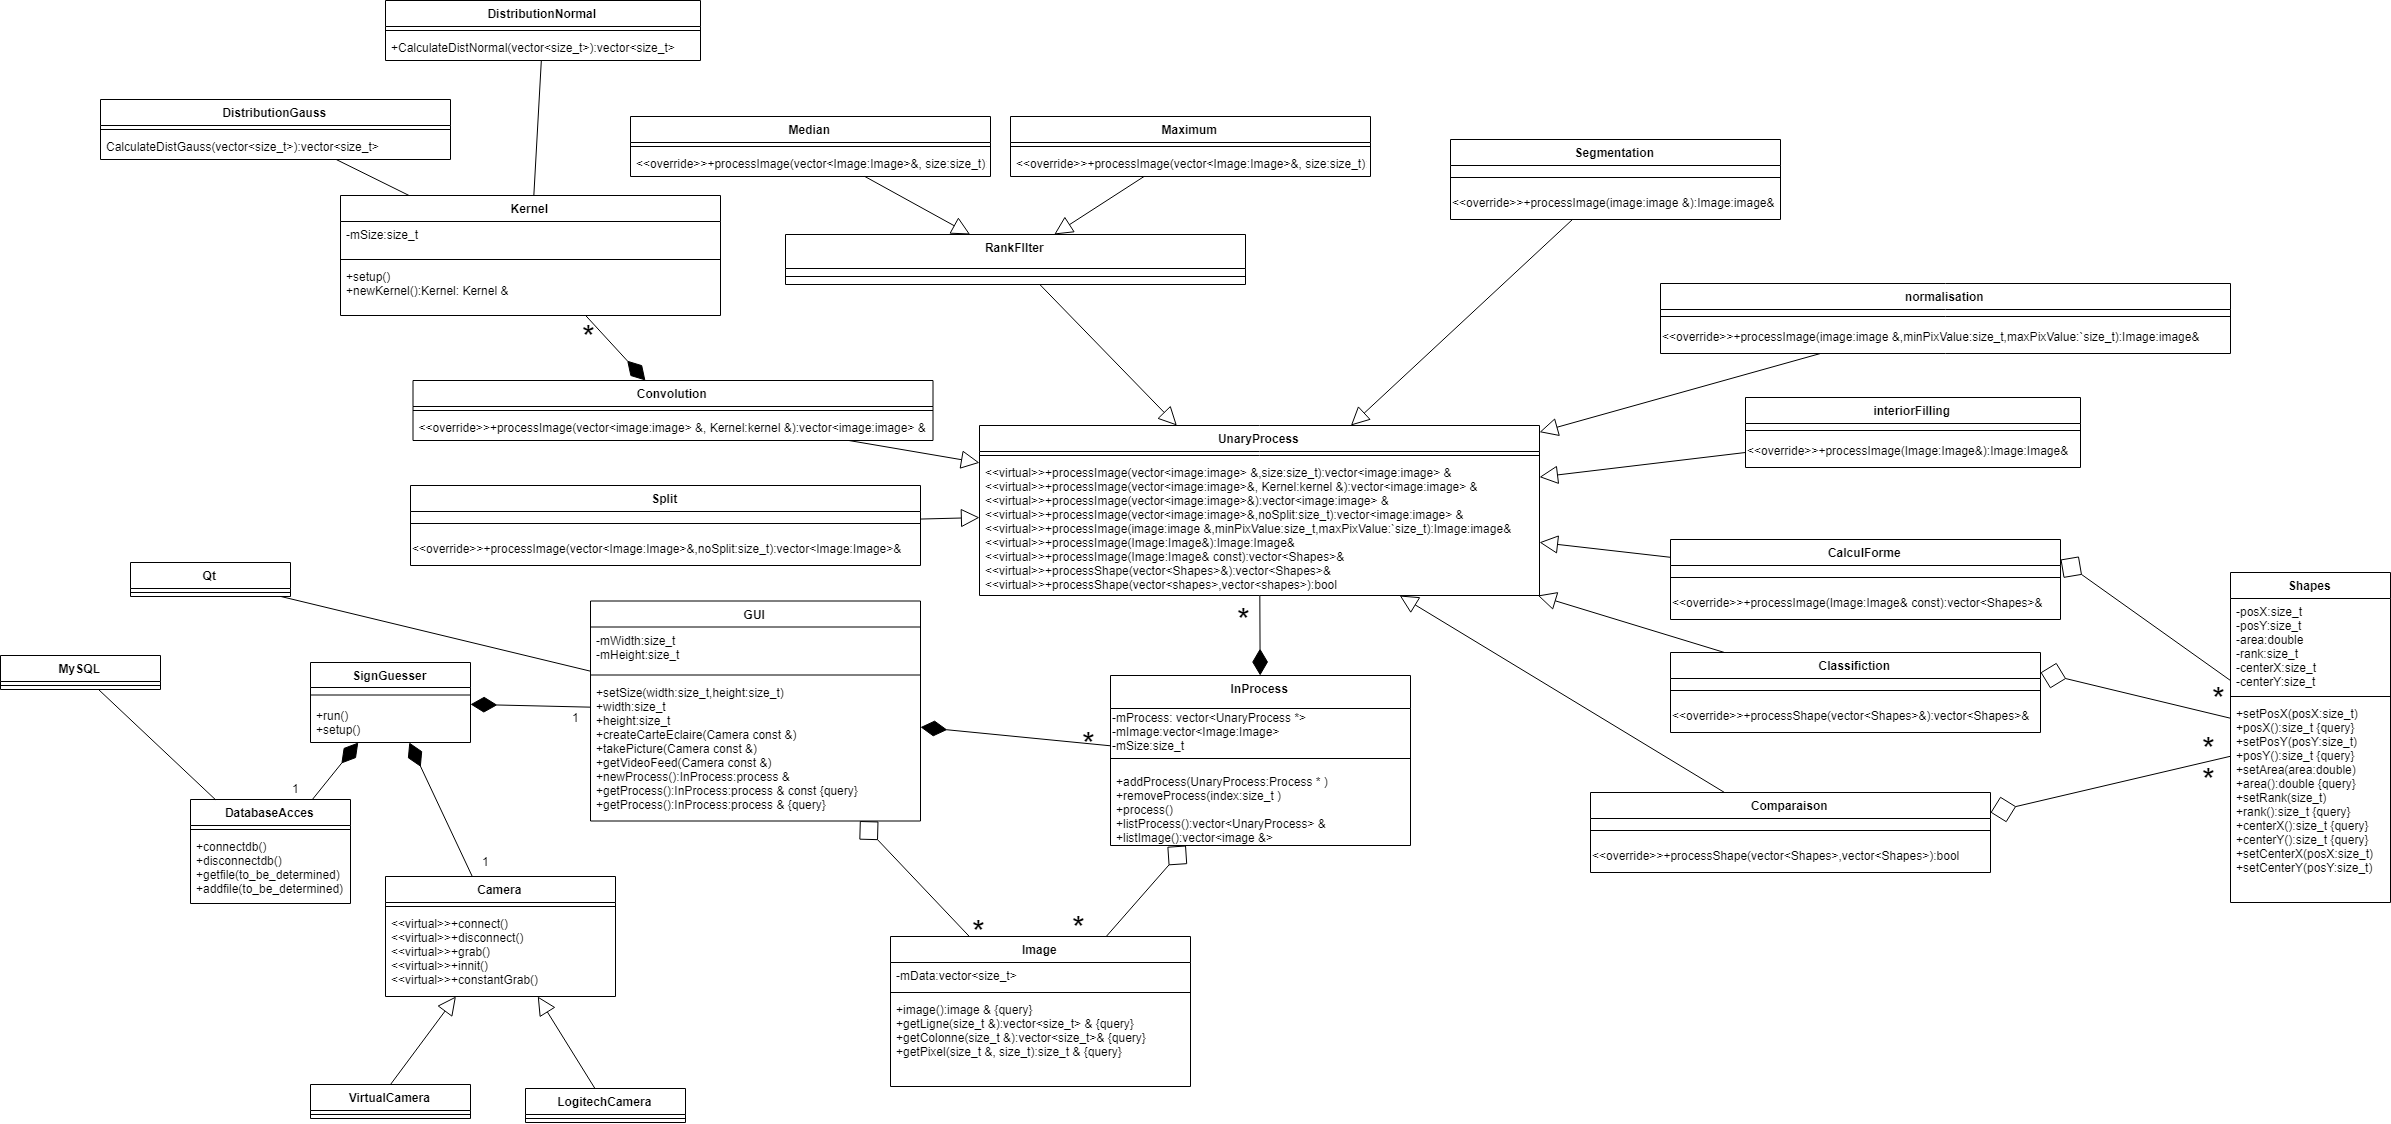 DistributionNormal
+CalculateDistNormal(vector<size_t>):vector<size_t>
DistributionGauss
CalculateDistGauss(vector<size_t>):vector<size_t>
Median
<<override>>+processImage(vector<Image:Image>&, size:size_t)
Maximum
<<override>>+processImage(vector<Image:Image>&, size:size_t)
Segmentation
<<override>>+processImage(image:image &):Image:image&
Kernel
-mSize:size_t
+setup()
+newKernel():Kernel: Kernel &
*
RankFIlter
normalisation
<<override>>+processImage(image:image &,minPixValue:size_t,maxPixValue:`size_t):Image:image&
Convolution
<<override>>+processImage(vector<image:image> &, Kernel:kernel &):vector<image:image> &
interiorFilling
<<override>>+processImage(Image:Image&):Image:Image&
UnaryProcess
<<virtual>>+processImage(vector<image:image> &,size:size_t):vector<image:image> &
<<virtual>>+processImage(vector<image:image>&, Kernel:kernel &):vector<image:image> &
<<virtual>>+processImage(vector<image:image>&):vector<image:image> &
<<virtual>>+processImage(vector<image:image>&,noSplit:size_t):vector<image:image> &
<<virtual>>+processImage(image:image &,minPixValue:size_t,maxPixValue:`size_t):Image:image&
<<virtual>>+processImage(Image:Image&):Image:Image&
<<virtual>>+processImage(Image:Image& const):vector<Shapes>&
<<virtual>>+processShape(vector<Shapes>&):vector<Shapes>&
<<virtual>>+processShape(vector<shapes>,vector<shapes>):bool
*
Split
<<override>>+processImage(vector<Image:Image>&,noSplit:size_t):vector<Image:Image>&
CalculForme
<<override>>+processImage(Image:Image& const):vector<Shapes>&
Qt
MySQL
SignGuesser
+run()
+setup()
GUI
-mWidth:size_t
-mHeight:size_t
+setSize(width:size_t,height:size_t)
+width:size_t
+height:size_t
+createCarteEclaire(Camera const &)
+takePicture(Camera const &)
+getVideoFeed(Camera const &)
+newProcess():InProcess:process &
+getProcess():InProcess:process & const {query}
+getProcess():InProcess:process & {query}
1
*
InProcess
-mProcess: vector<UnaryProcess *>
-mImage:vector<Image:Image>
-mSize:size_t
+addProcess(UnaryProcess:Process * )
+removeProcess(index:size_t )
+process()
+listProcess():vector<UnaryProcess> &
+listImage():vector<image &>
Classifiction
<<override>>+processShape(vector<Shapes>&):vector<Shapes>&
Shapes
-posX:size_t
-posY:size_t
-area:double
-rank:size_t
-centerX:size_t
-centerY:size_t
+setPosX(posX:size_t)
+posX():size_t {query}
+setPosY(posY:size_t)
+posY():size_t {query}
+setArea(area:double)
+area():double {query}
+setRank(size_t)
+rank():size_t {query}
+centerX():size_t {query}
+centerY():size_t {query}
+setCenterX(posX:size_t)
+setCenterY(posY:size_t)
*
*
*
Comparaison
<<override>>+processShape(vector<Shapes>,vector<Shapes>):bool
1
DatabaseAcces
+connectdb()
+disconnectdb()
+getfile(to_be_determined)
+addfile(to_be_determined)
1
Camera
<<virtual>>+connect()
<<virtual>>+disconnect()
<<virtual>>+grab()
<<virtual>>+innit()
<<virtual>>+constantGrab()
*
*
Image
-mData:vector<size_t>
+image():image & {query}
+getLigne(size_t &):vector<size_t> & {query}
+getColonne(size_t &):vector<size_t>& {query}
+getPixel(size_t &, size_t):size_t & {query}
VirtualCamera
LogitechCamera